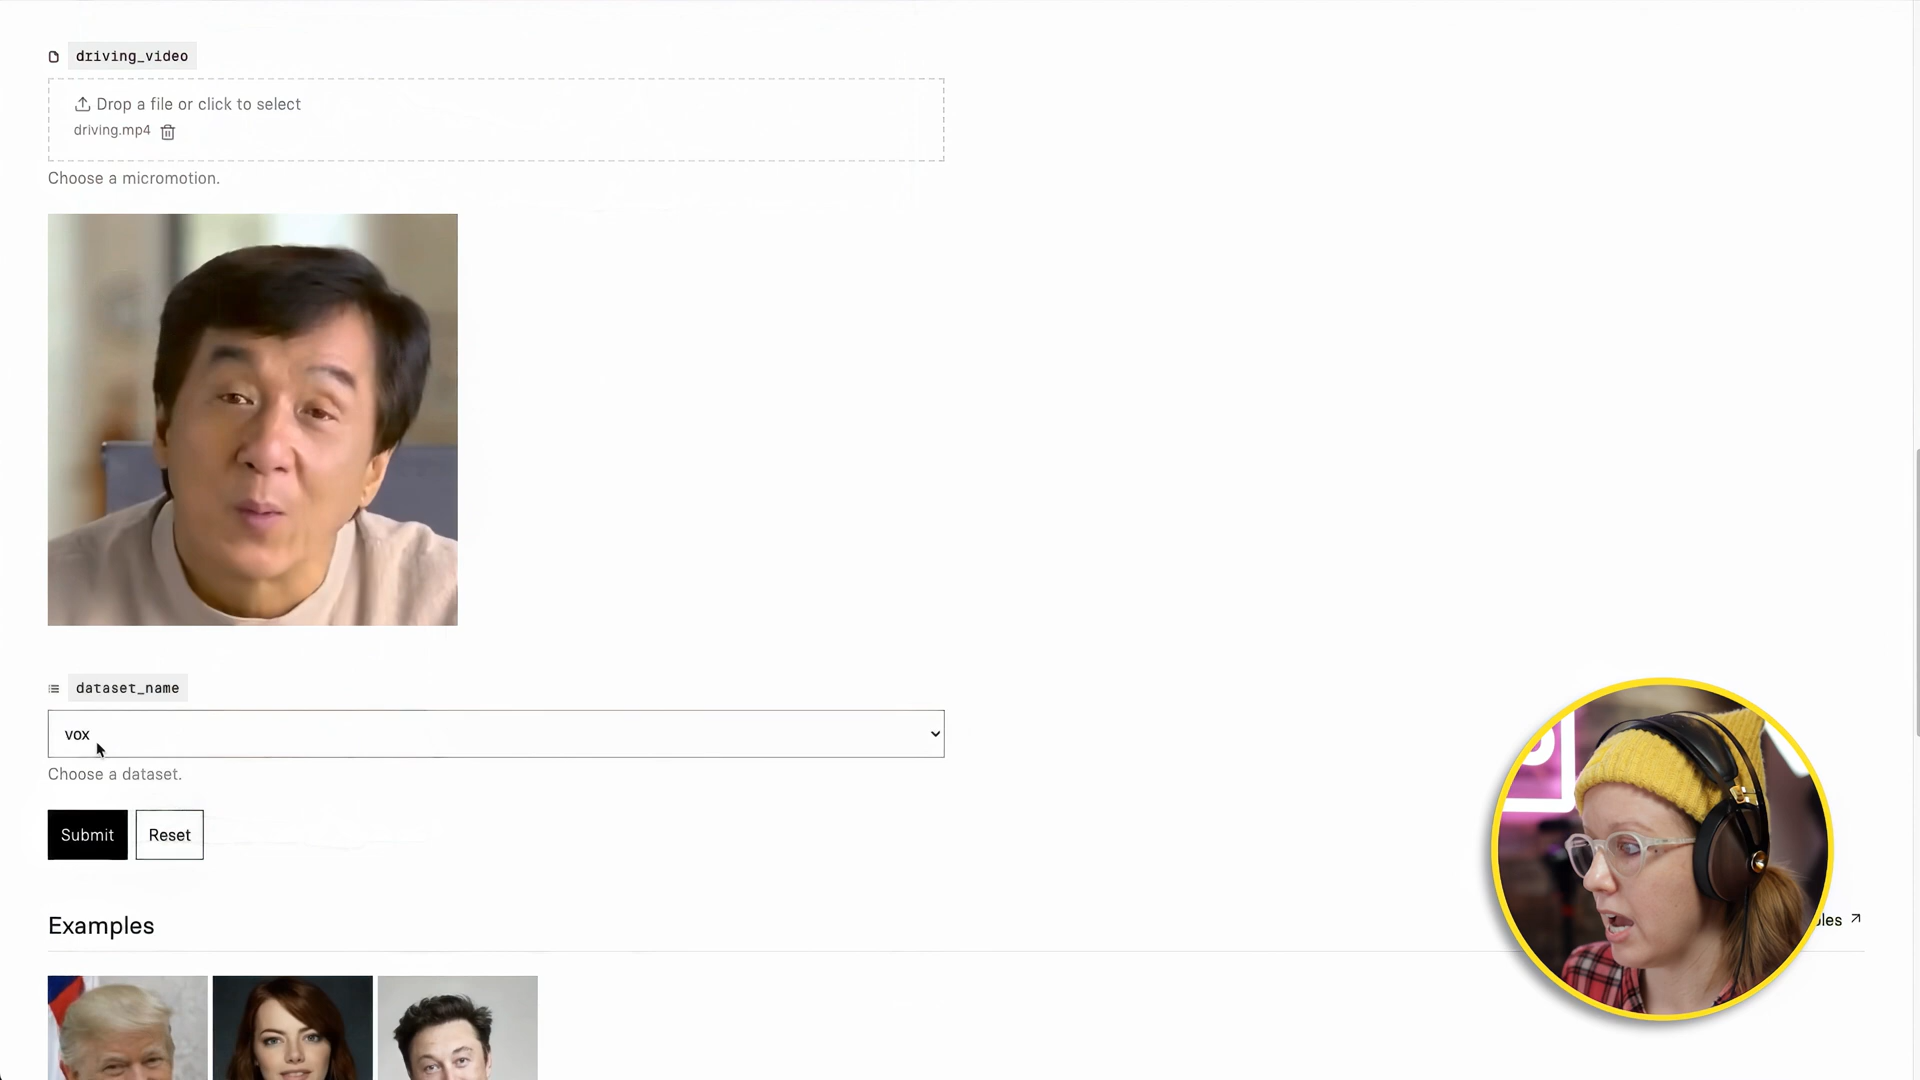 driving_video
Drop a file or click to select
driving.mp4
Choose a micromotion.
dataset_name
vox
Choose a dataset.
Submit Reset
Examples